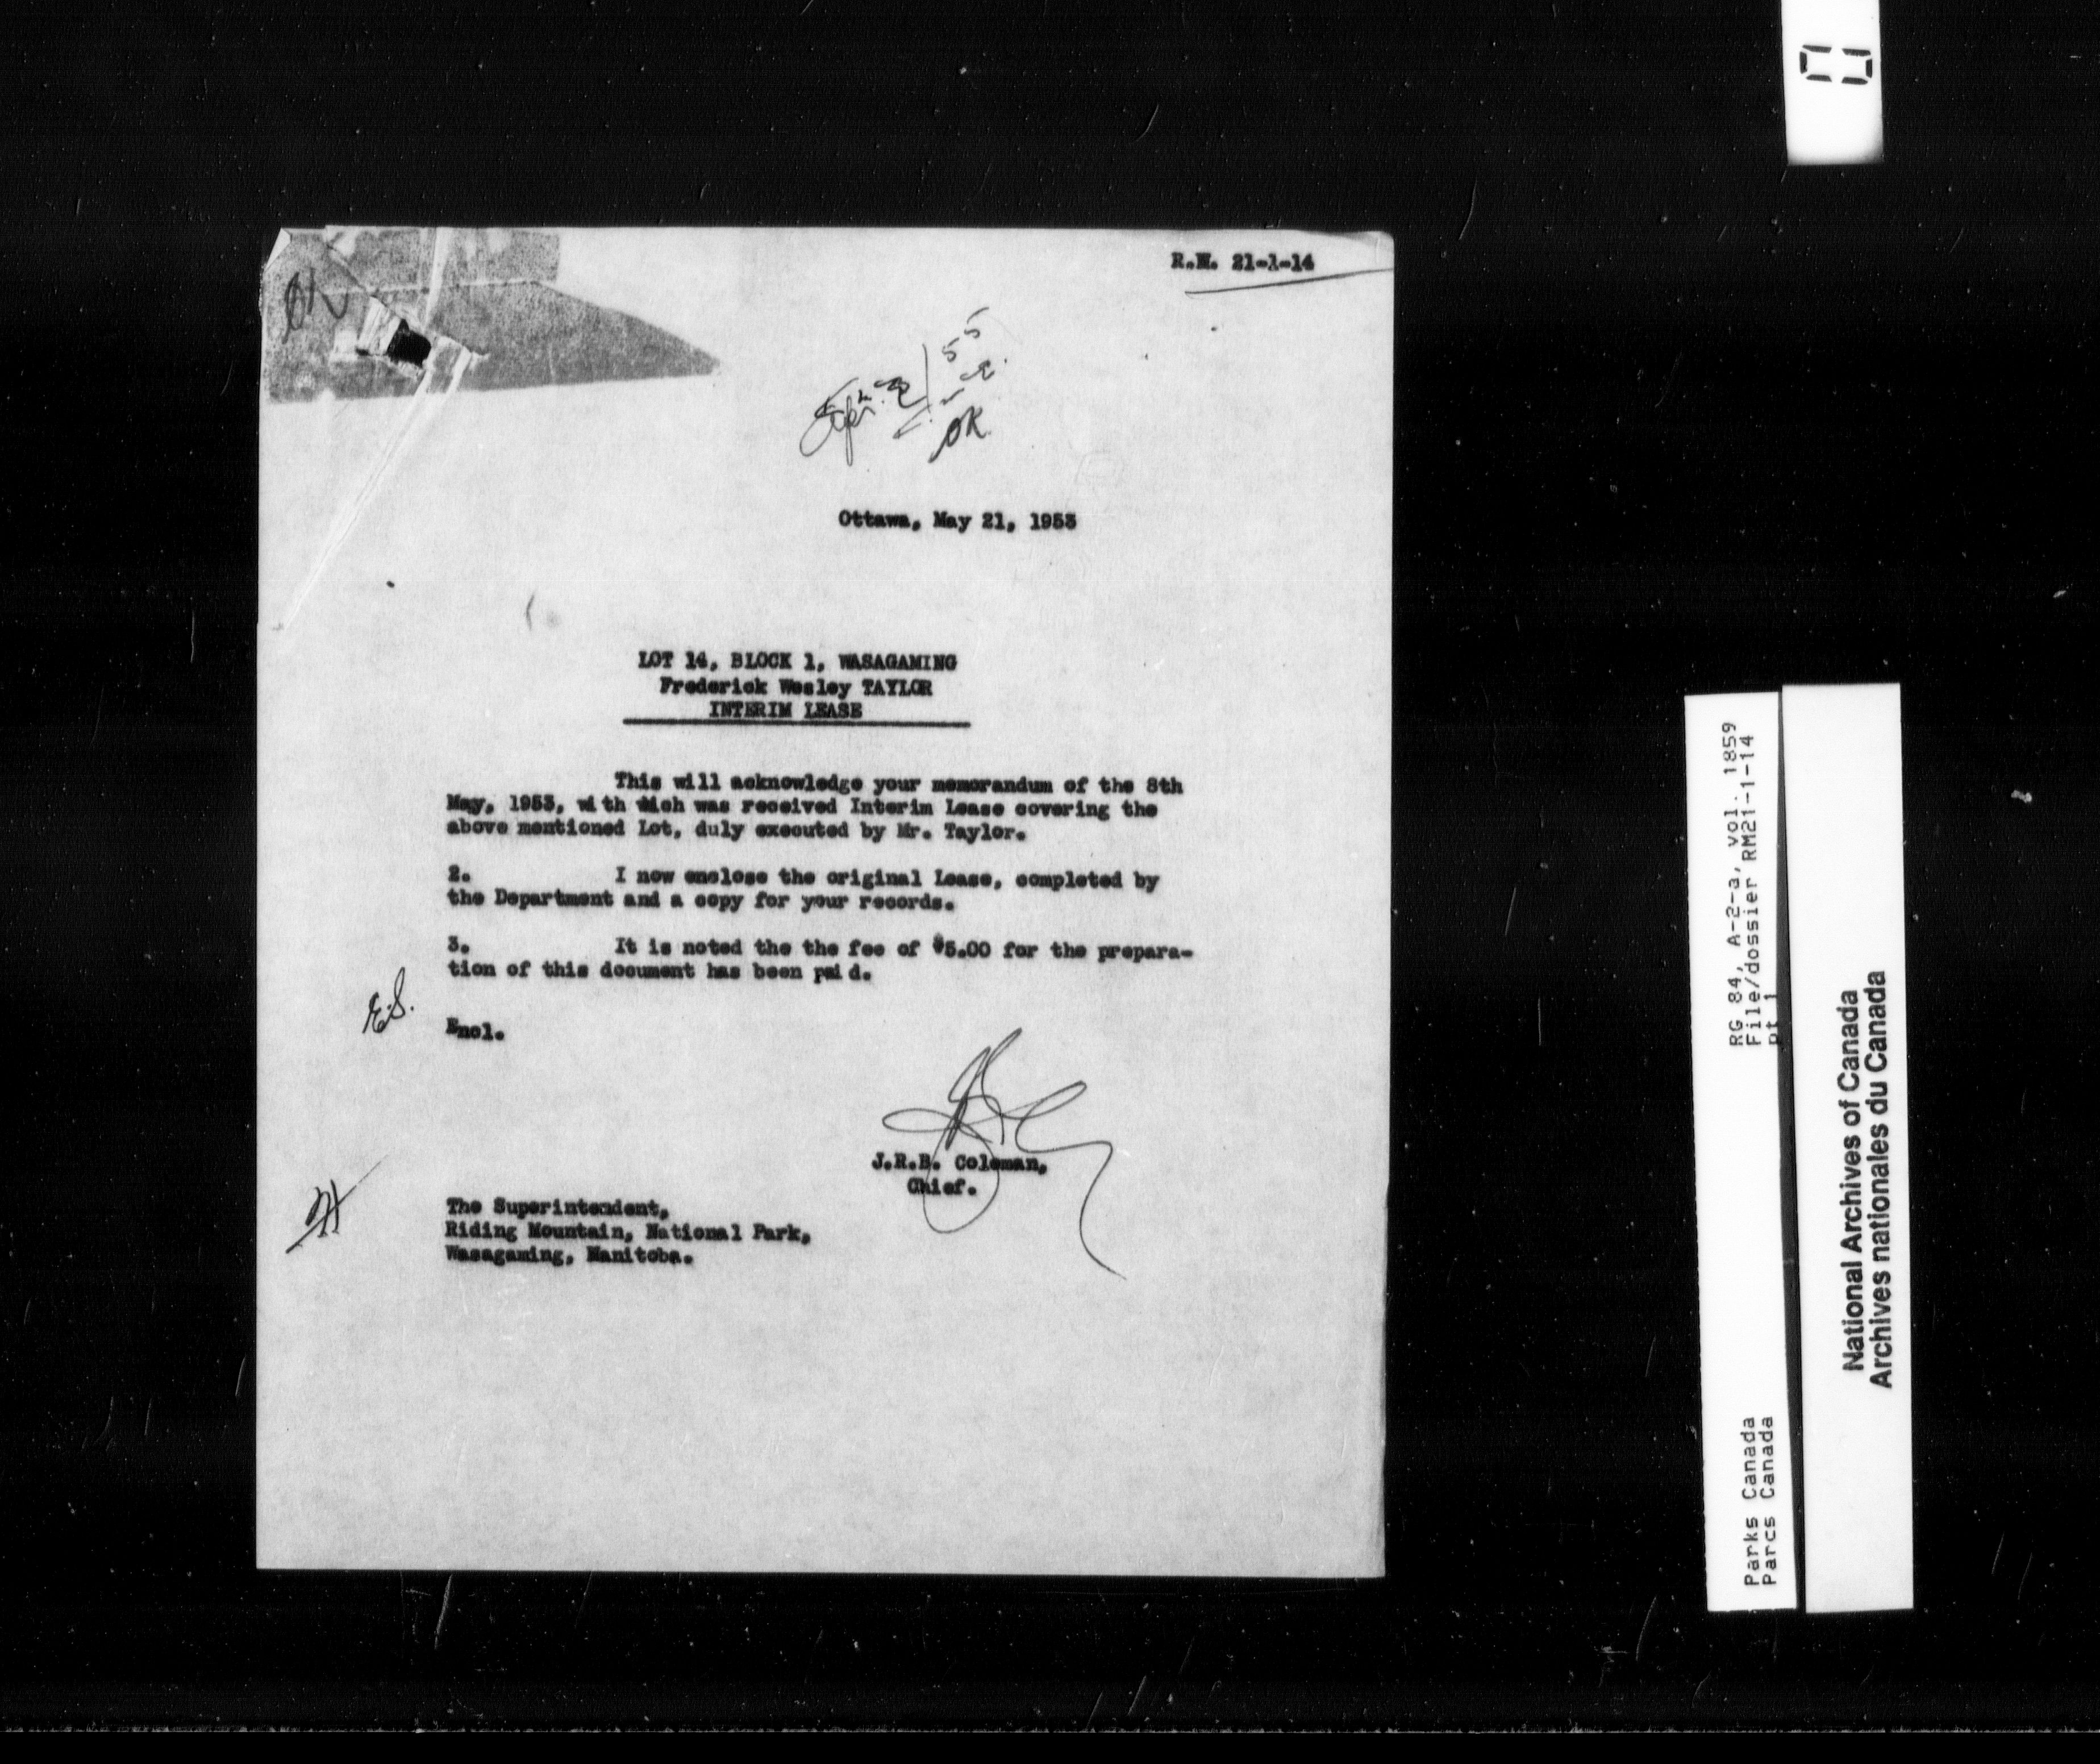 R.M. 21-1-14
OK
55
OK
Ottawa, May 21, 1953
LOT 14, BLOCK 1, WASAGAMING
Frederick Wesley TAYLOR
INTERIM LEASE
This will acknowledge your memorandum of the 8th
May, 1953, with which was received Interim Lease covering the
above mentioned Lot, duly executed by Mr. Taylor.
2. I now enclose the original Lease, completed by
the Department and a copy for your records.
3. It is noted the the fee of $5.00 for the prepara-
tion of this document has been paid.
E.S.
Encl.
J.R.B. Coleman,
Chief.
The Superintendent,
Riding Mountain, National Park,
Wasagaming, Manitoba.
RG 84, A-2-a, vol. 1859
File/dossier RM21-1-14
pt 1
Parks Canada
Parcs Canada
National Archives of Canada
Archives nationales du Canada